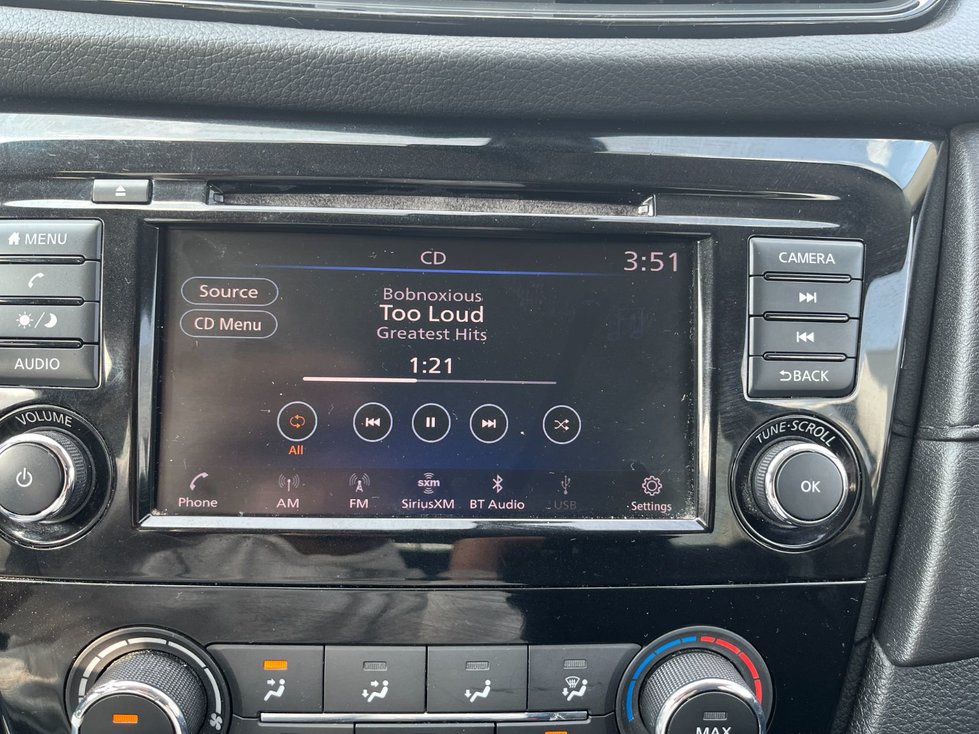 MENU
AUDIO
VOLUME
CD
3:51
Source
CD Menu
Bobnoxious
Too Loud
Greatest Hits
1:21
All
Phone
AM
FM
sxm
SiriusXM
BT Audio
USB
Settings
CAMERA
BACK
TUNE·SCROLL
OK
MAX